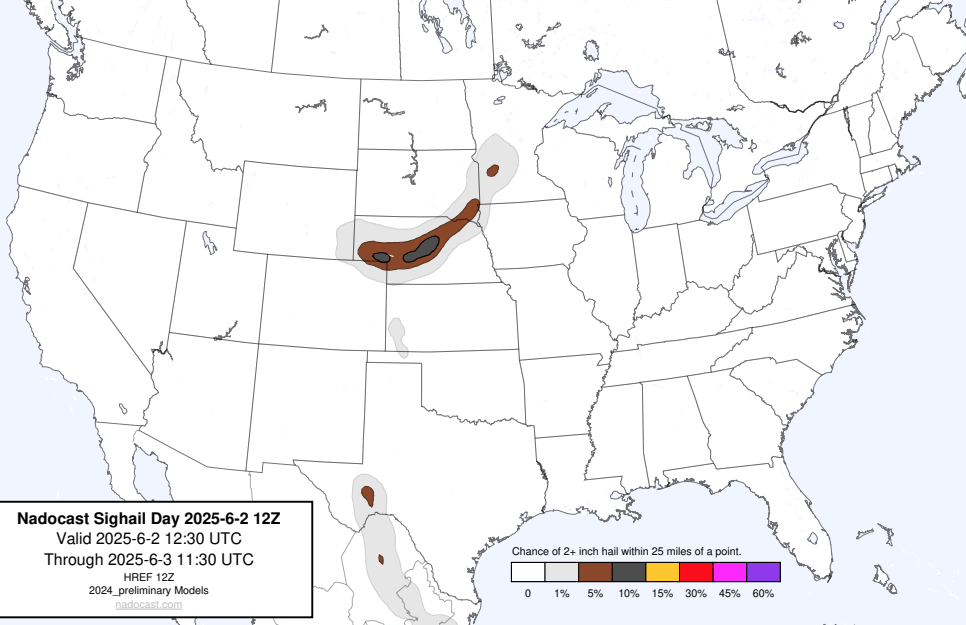 Nadocast Sighail Day 2025-6-2 12Z
Valid 2025-6-2 12:30 UTC
Through 2025-6-3 11:30 UTC
HREF 12Z
2024_preliminary Models
nadocast.com
Chance of 2+ inch hail within 25 miles of a point.
0 1% 5% 10% 15% 30% 45% 60%